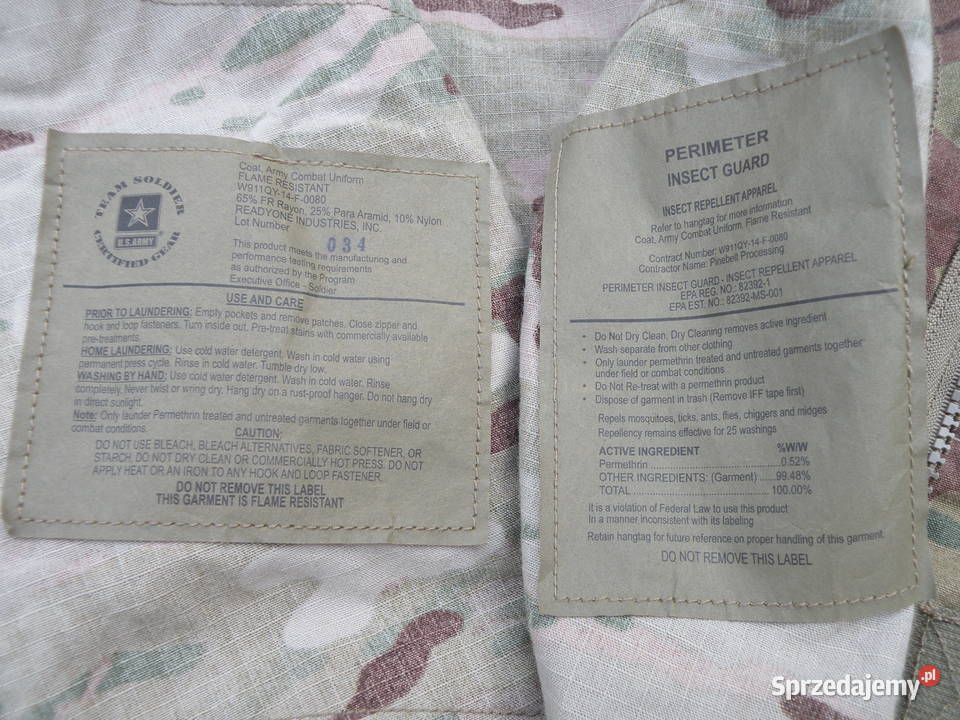 TEAM SOLDIER
U.S. ARMY
CERTIFIED GEAR
Coat, Army Combat Uniform
FLAME RESISTANT
W911QY-14-F-0080
65% FR Rayon, 25% Para Aramid, 10% Nylon
READYONE INDUSTRIES, INC.
Lot Number 034
This product meets the manufacturing and
performance testing requirements
as authorized by the Program
Executive Office - Soldier
USE AND CARE
PRIOR TO LAUNDERING: Empty pockets and remove patches. Close zipper and
hook and loop fasteners. Turn inside out. Pre-treat stains with commercially available
pre-treatments.
HOME LAUNDERING: Use cold water detergent. Wash in cold water using
permanent press cycle. Rinse in cold water. Tumble dry low.
WASHING BY HAND: Use cold water detergent. Wash in cold water. Rinse
completely. Never twist or wring dry. Hang dry on a rust-proof hanger. Do not hang dry
in direct sunlight.
Note: Only launder Permethrin treated and untreated garments together under field or
combat conditions.
CAUTION:
DO NOT USE BLEACH, BLEACH ALTERNATIVES, FABRIC SOFTENER, OR
STARCH. DO NOT DRY CLEAN OR COMMERCIALLY HOT PRESS. DO NOT
APPLY HEAT OR AN IRON TO ANY HOOK AND LOOP FASTENER.
DO NOT REMOVE THIS LABEL
THIS GARMENT IS FLAME RESISTANT
PERIMETER
INSECT GUARD
INSECT REPELLENT APPAREL
Refer to hangtag for more information
Coat, Army Combat Uniform, Flame Resistant
Contract Number: W911QY-14-F-0080
Contractor Name: Pinebelt Processing
PERIMETER INSECT GUARD - INSECT REPELLENT APPAREL
EPA REG. NO.: 82392-1
EPA EST. NO.: 82392-MS-001
• Do Not Dry Clean, Dry Cleaning removes active ingredient
• Wash separate from other clothing
• Only launder permethrin treated and untreated garments together
under field or combat conditions
• Do Not Re-treat with a permethrin product
• Dispose of garment in trash (Remove IFF tape first)
Repels mosquitoes, ticks, ants, flies, chiggers and midges
Repellency remains effective for 25 washings
ACTIVE INGREDIENT %W/W
Permethrin ........................................ 0.52%
OTHER INGREDIENTS: (Garment) ......99.48%
TOTAL ............................................. 100.00%
It is a violation of Federal Law to use this product
In a manner inconsistent with its labeling
Retain hangtag for future reference on proper handling of this garment.
DO NOT REMOVE THIS LABEL
Sprzedajemy.pl